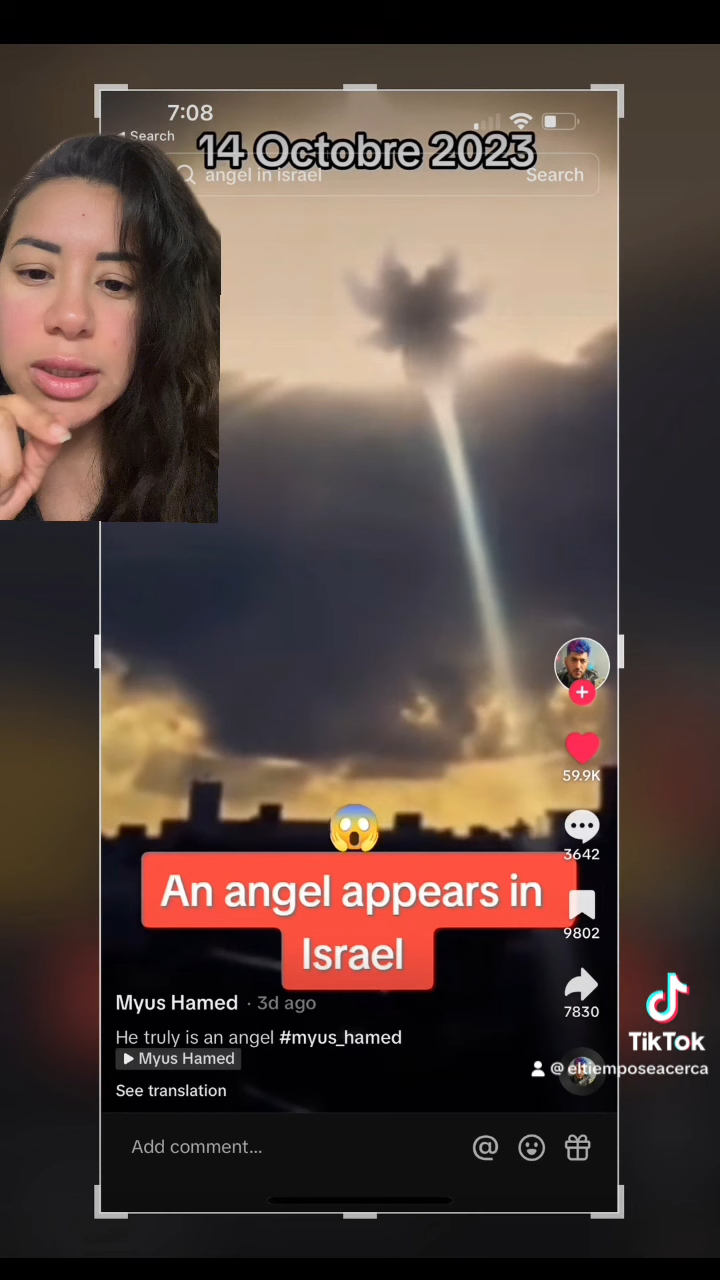 7:08
Search
14 Octobre 2023
angel in Israel
Search
59.9K
3642
An angel appears in
Israel
9802
Myus Hamed · 3d ago
7830
He truly is an angel #myus_hamed
Myus Hamed
TikTok
@eltiemposeacerca
See translation
Add comment...